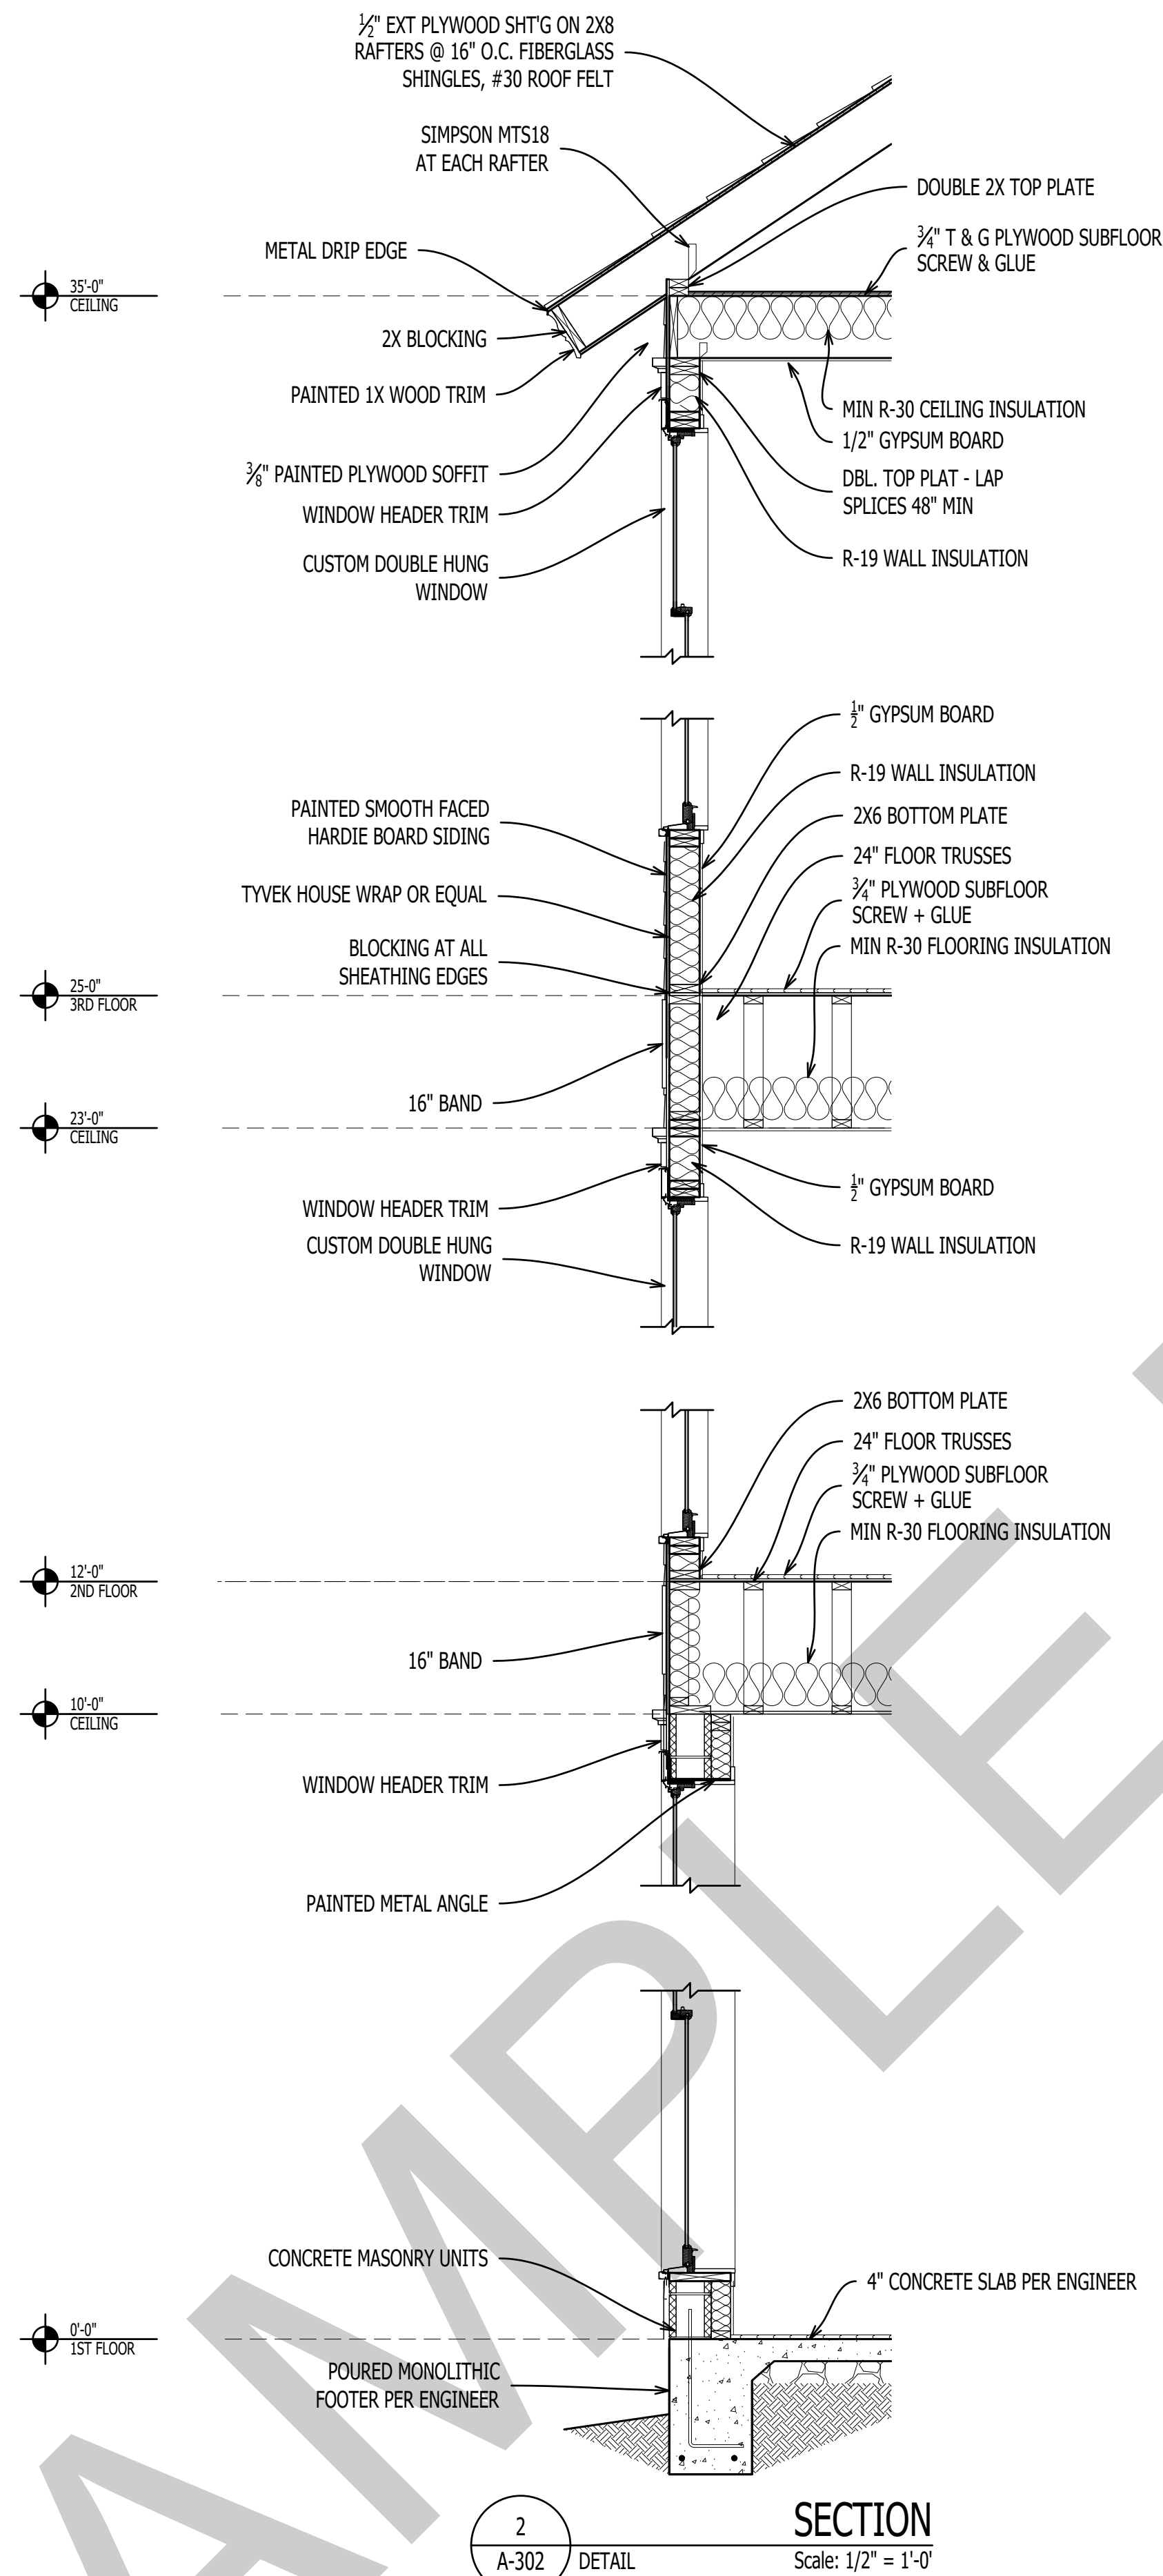 ½" EXT PLYWOOD SHT'G ON 2X8
RAFTERS @ 16" O.C. FIBERGLASS
SHINGLES, #30 ROOF FELT
SIMPSON MTS18
AT EACH RAFTER
DOUBLE 2X TOP PLATE
¾" T & G PLYWOOD SUBFLOOR
SCREW & GLUE
METAL DRIP EDGE
35'-0"
CEILING
2X BLOCKING
PAINTED 1X WOOD TRIM
MIN R-30 CEILING INSULATION
1/2" GYPSUM BOARD
⅜" PAINTED PLYWOOD SOFFIT
DBL. TOP PLAT - LAP
SPLICES 48" MIN
WINDOW HEADER TRIM
R-19 WALL INSULATION
CUSTOM DOUBLE HUNG
WINDOW
½" GYPSUM BOARD
R-19 WALL INSULATION
PAINTED SMOOTH FACED
HARDIE BOARD SIDING
2X6 BOTTOM PLATE
24" FLOOR TRUSSES
TYVEK HOUSE WRAP OR EQUAL
¾" PLYWOOD SUBFLOOR
SCREW + GLUE
BLOCKING AT ALL
SHEATHING EDGES
MIN R-30 FLOORING INSULATION
25-0"
3RD FLOOR
16" BAND
23'-0"
CEILING
½" GYPSUM BOARD
WINDOW HEADER TRIM
R-19 WALL INSULATION
CUSTOM DOUBLE HUNG
WINDOW
2X6 BOTTOM PLATE
24" FLOOR TRUSSES
¾" PLYWOOD SUBFLOOR
SCREW + GLUE
MIN R-30 FLOORING INSULATION
12'-0"
2ND FLOOR
16" BAND
10'-0"
CEILING
WINDOW HEADER TRIM
PAINTED METAL ANGLE
CONCRETE MASONRY UNITS
4" CONCRETE SLAB PER ENGINEER
0'-0"
1ST FLOOR
POURED MONOLITHIC
FOOTER PER ENGINEER
2
A-302
DETAIL
SECTION
Scale: 1/2" = 1'-0'
AMPLE